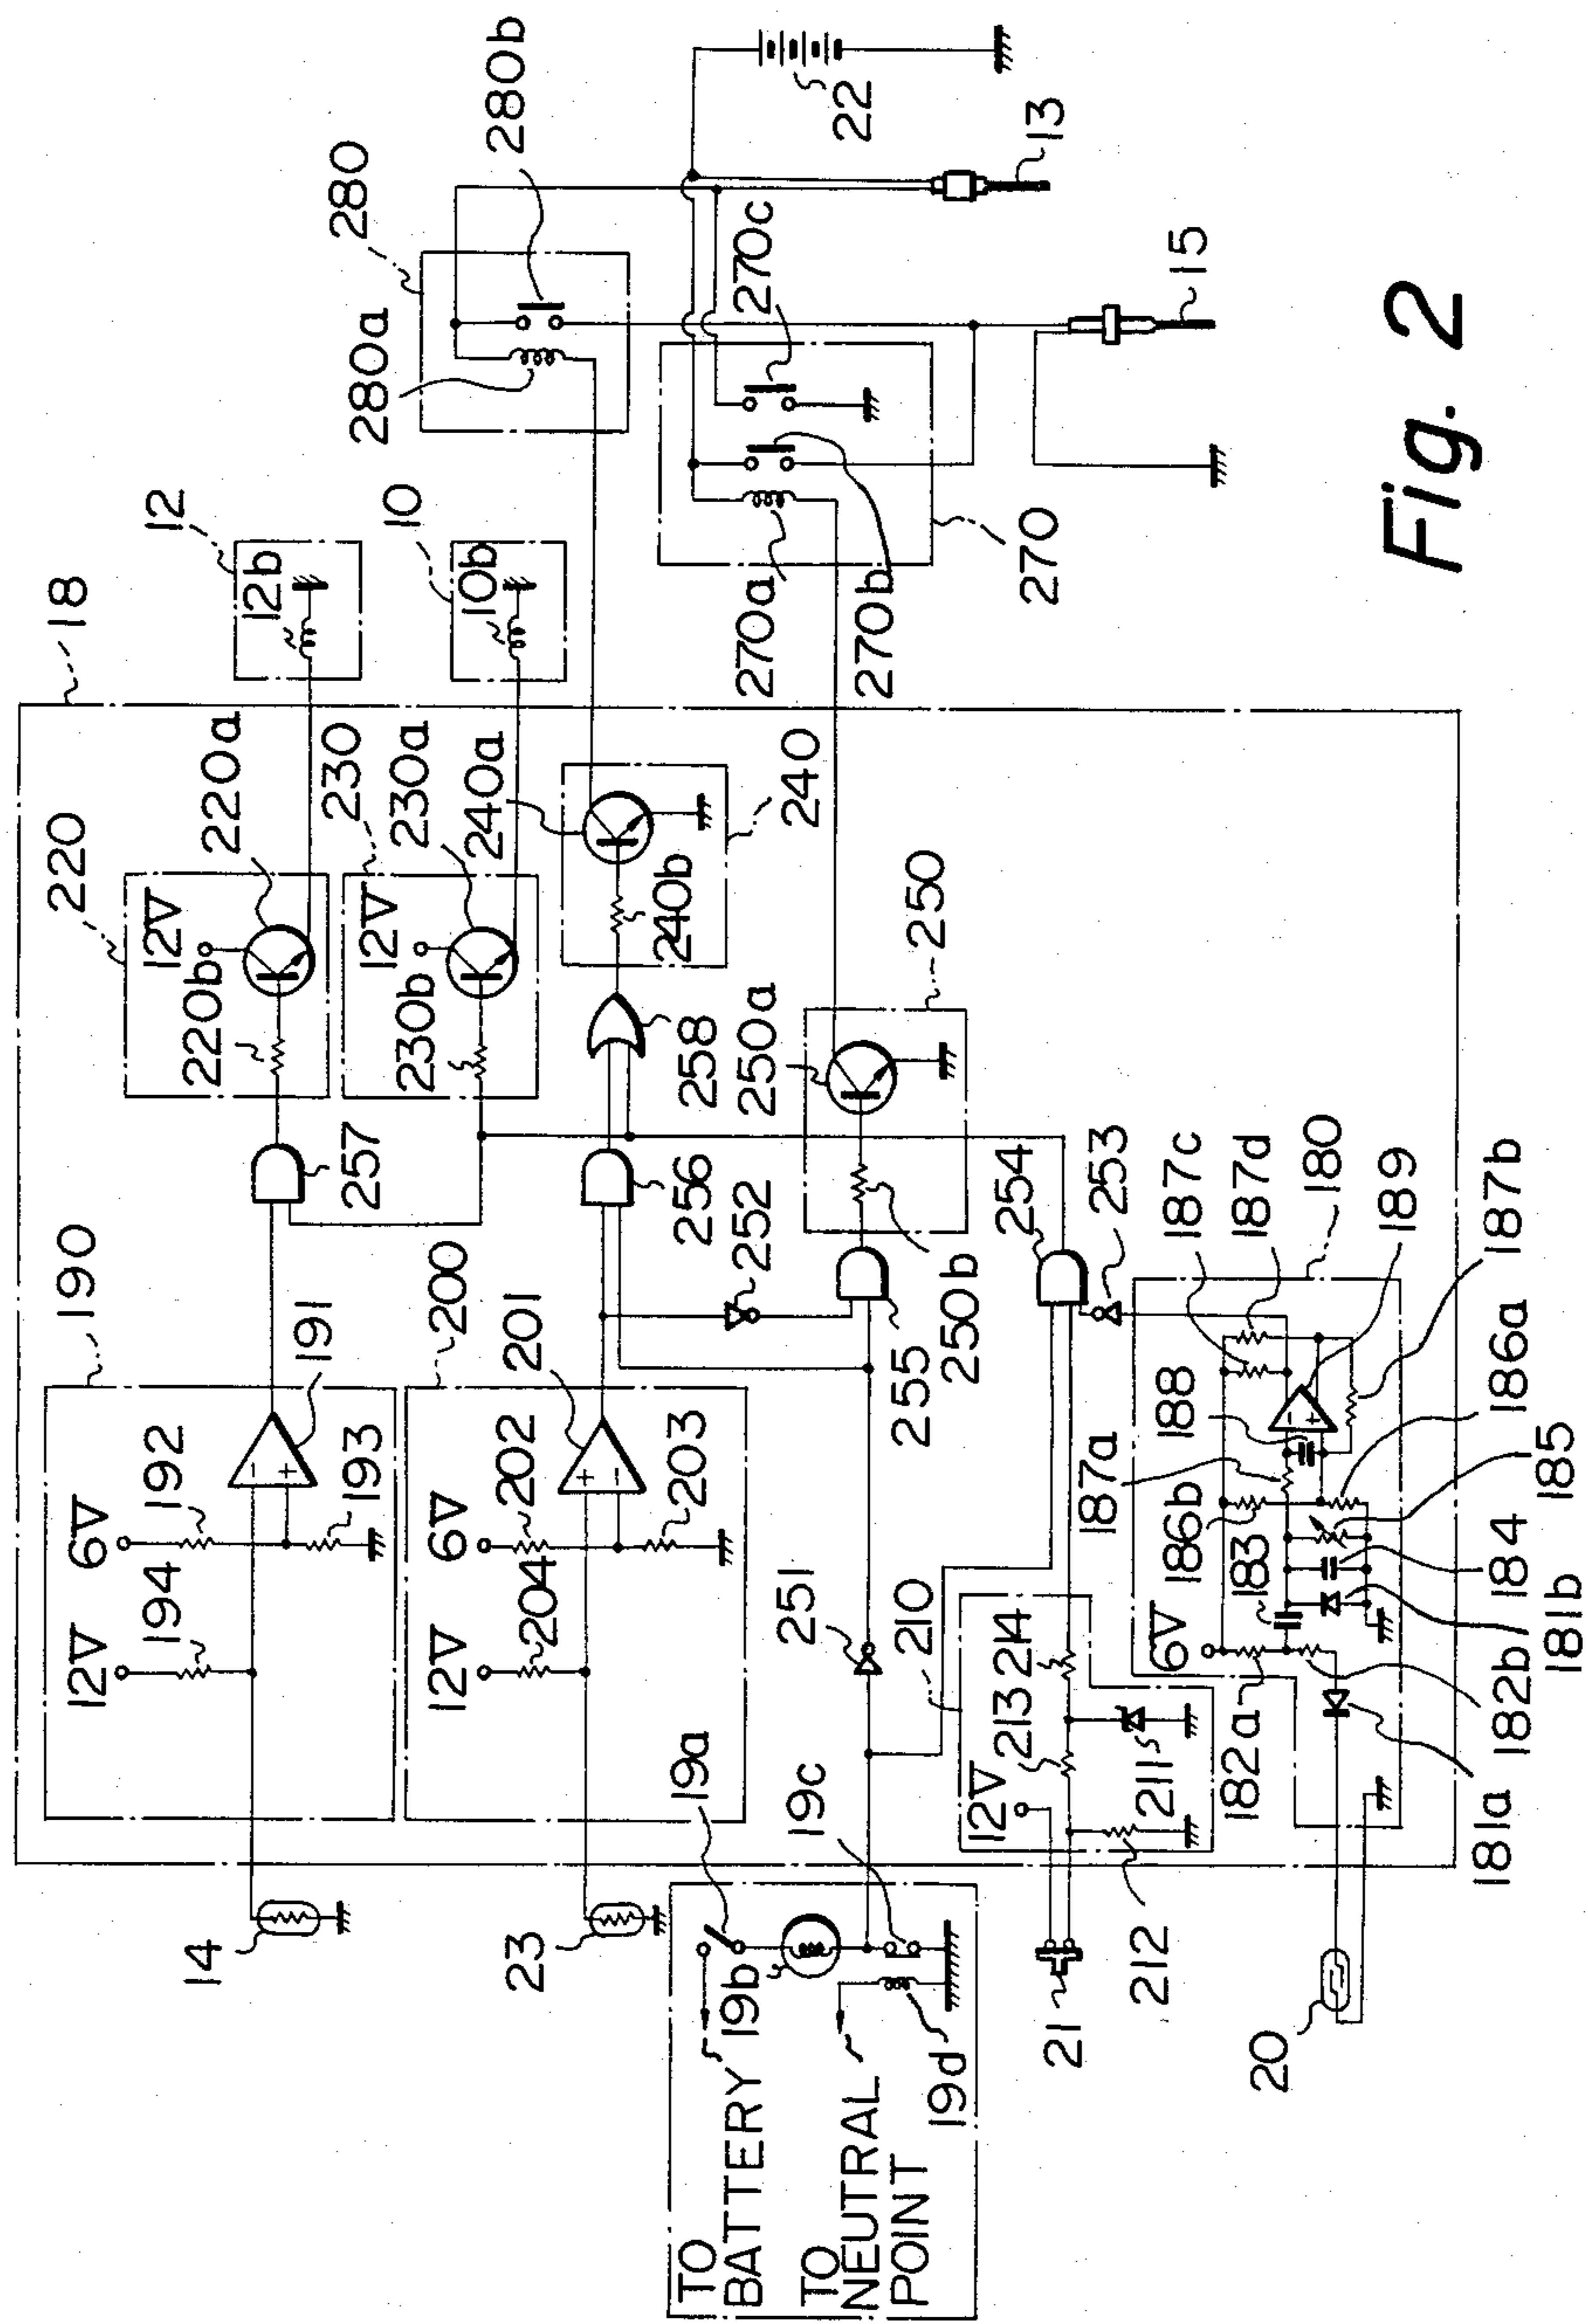 18
190
12V
6V
194
192
191
193
257
220
12V
220b
220a
12
12b
14
200
12V
6V
204
202
201
203
230
12V
230b
230a
10
10b
23
256
252
258
240a
240b
240
280
280a
280b
TO
BATTERY
TO
NEUTRAL
POINT
19a
19b
19c
19d
251
255
250b
250a
250
270a
270b
270c
270
22
13
15
21
210
12V
213
214
211
212
254
253
20
6V
182a
182b
181a
181b
183
184
185
186b
186a
187a
188
187c
187d
180
189
187b
Fig. 2